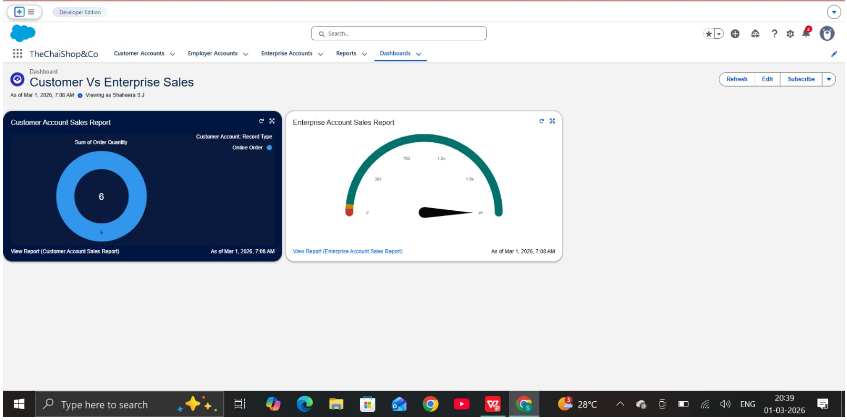 Developer Edition
Search...
TheChaiShop&Co
Customer Accounts
Employer Accounts
Enterprise Accounts
Reports
Dashboards
Dashboard
Customer Vs Enterprise Sales
As of Mar 1, 2026, 7:08 AM Viewing as Shaheera S.J
Refresh
Edit
Subscribe
Customer Account Sales Report
Customer Account: Record Type
Sum of Order Quantity
Online Order
6
View Report (Customer Account Sales Report)
As of Mar 1, 2026, 7:08 AM
Enterprise Account Sales Report
1.2k
1.6k
0
2k
View Report (Enterprise Account Sales Report)
As of Mar 1, 2026, 7:08 AM
Type here to search
28°C
ENG
20:39
01-03-2026